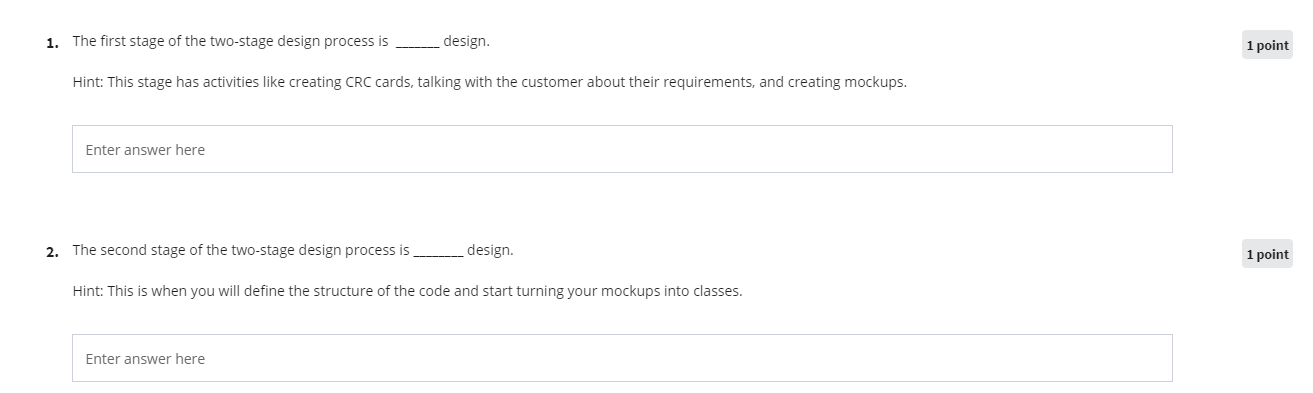 1. The first stage of the two-stage design process is _______ design.
1 point
Hint: This stage has activities like creating CRC cards, talking with the customer about their requirements, and creating mockups.
Enter answer here
2. The second stage of the two-stage design process is ________ design.
1 point
Hint: This is when you will define the structure of the code and start turning your mockups into classes.
Enter answer here